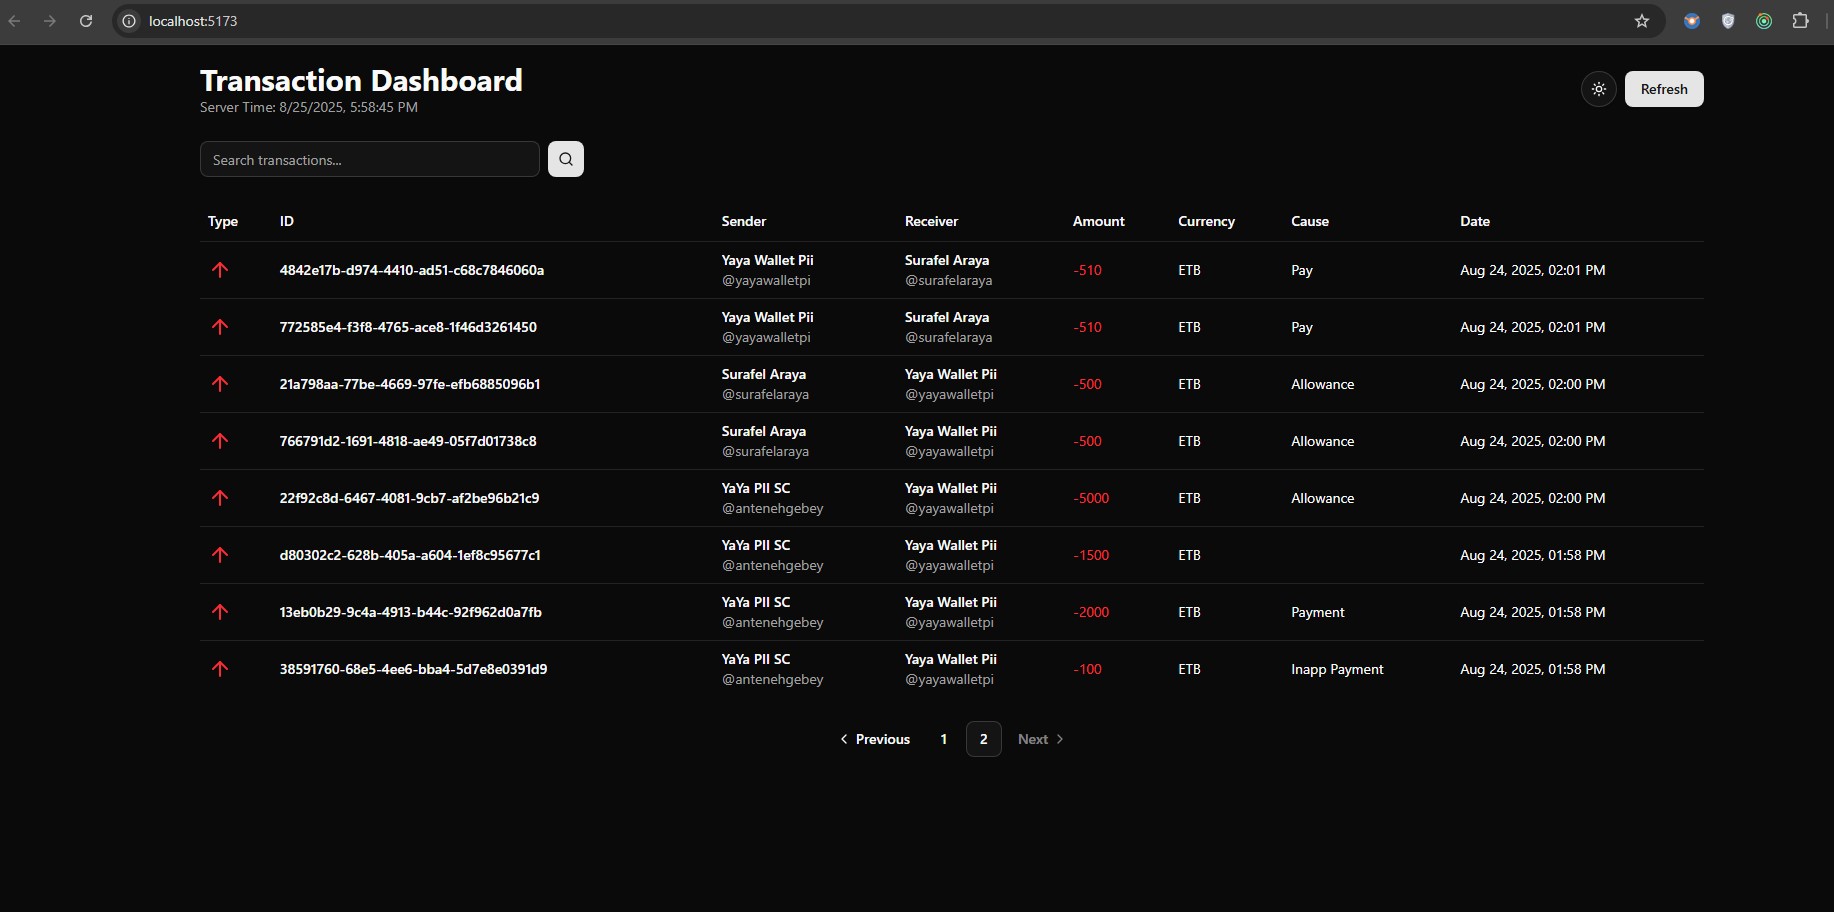 localhost:5173
Transaction Dashboard
Server Time: 8/25/2025, 5:58:45 PM
Refresh
Search transactions...
Type ID Sender Receiver Amount Currency Cause Date
4842e17b-d974-4410-ad51-c68c7846060a Yaya Wallet Pii @yayawalletpi Surafel Araya @surafelaraya -510 ETB Pay Aug 24, 2025, 02:01 PM
772585e4-f3f8-4765-ace8-1f46d3261450 Yaya Wallet Pii @yayawalletpi Surafel Araya @surafelaraya -510 ETB Pay Aug 24, 2025, 02:01 PM
21a798aa-77be-4669-97fe-efb6885096b1 Surafel Araya @surafelaraya Yaya Wallet Pii @yayawalletpi -500 ETB Allowance Aug 24, 2025, 02:00 PM
766791d2-1691-4818-ae49-05f7d01738c8 Surafel Araya @surafelaraya Yaya Wallet Pii @yayawalletpi -500 ETB Allowance Aug 24, 2025, 02:00 PM
22f92c8d-6467-4081-9cb7-af2be96b21c9 YaYa PII SC @antenehgebey Yaya Wallet Pii @yayawalletpi -5000 ETB Allowance Aug 24, 2025, 02:00 PM
d80302c2-628b-405a-a604-1ef8c95677c1 YaYa PII SC @antenehgebey Yaya Wallet Pii @yayawalletpi -1500 ETB Aug 24, 2025, 01:58 PM
13eb0b29-9c4a-4913-b44c-92f962d0a7fb YaYa PII SC @antenehgebey Yaya Wallet Pii @yayawalletpi -2000 ETB Payment Aug 24, 2025, 01:58 PM
38591760-68e5-4ee6-bba4-5d7e8e0391d9 YaYa PII SC @antenehgebey Yaya Wallet Pii @yayawalletpi -100 ETB Inapp Payment Aug 24, 2025, 01:58 PM
Previous 1 2 Next